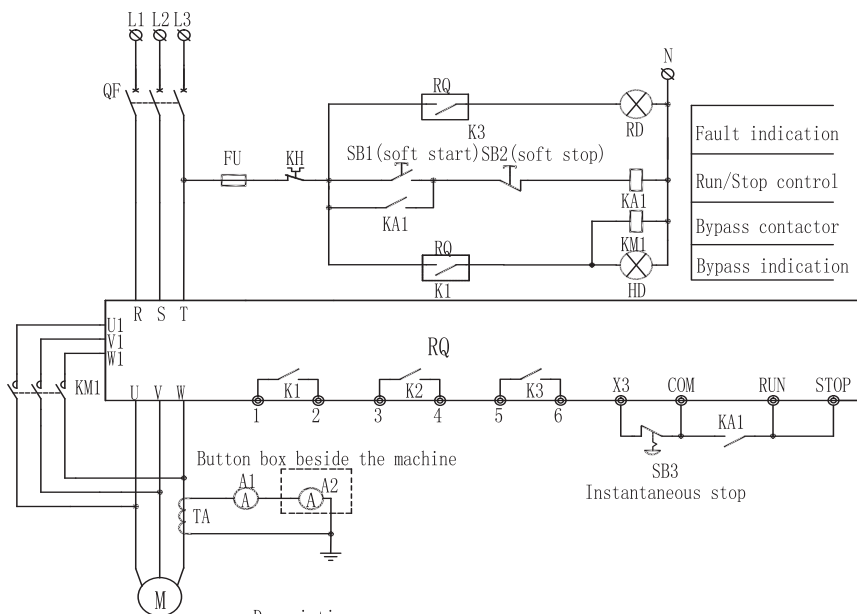 L1 L2 L3
N
QF
RQ
K3
RD
Fault indication
FU
KH
SB1(soft start)
SB2(soft stop)
KA1
Run/Stop control
KA1
KM1
Bypass contactor
RQ
K1
HD
Bypass indication
R S T
U1
V1
W1
RQ
KM1
U V W
K1
K2
K3
X3 COM RUN STOP
1 2 3 4 5 6
KA1
SB3
Instantaneous stop
Button box beside the machine
A1
A2
A
A
TA
M